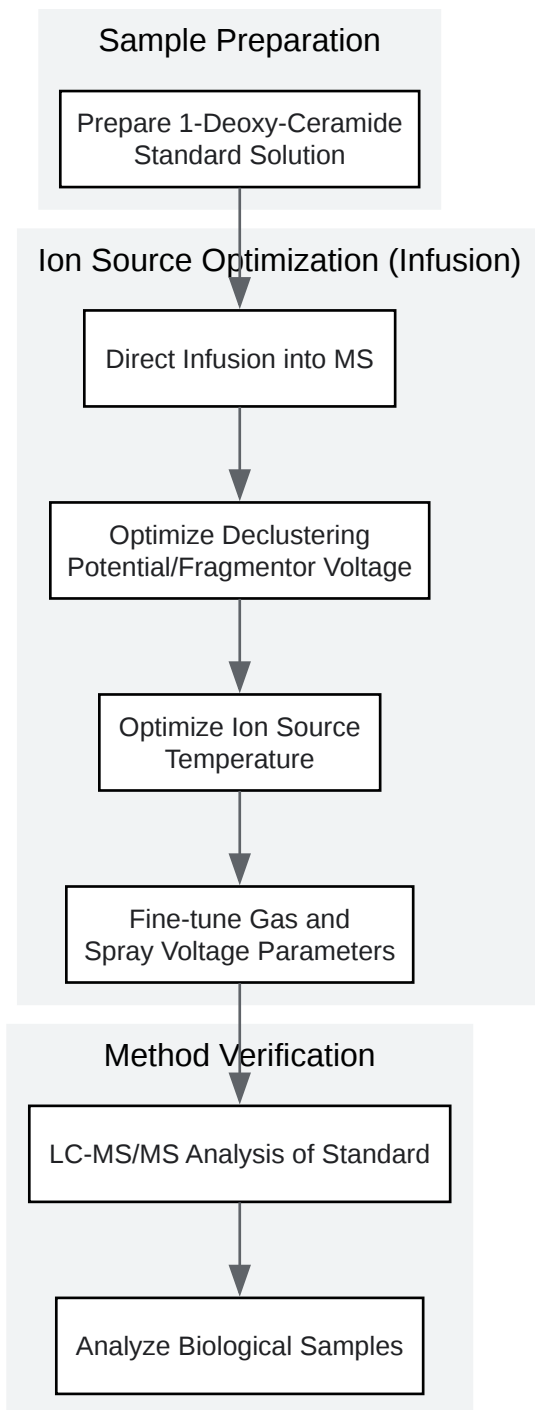 Sample Preparation
Prepare 1-Deoxy-Ceramide
Standard Solution
Ion Source Optimization (Infusion)
Direct Infusion into MS
Optimize Declustering
Potential/Fragmentor Voltage
Optimize Ion Source
Temperature
Fine-tune Gas and
Spray Voltage Parameters
Method Verification
LC-MS/MS Analysis of Standard
Analyze Biological Samples